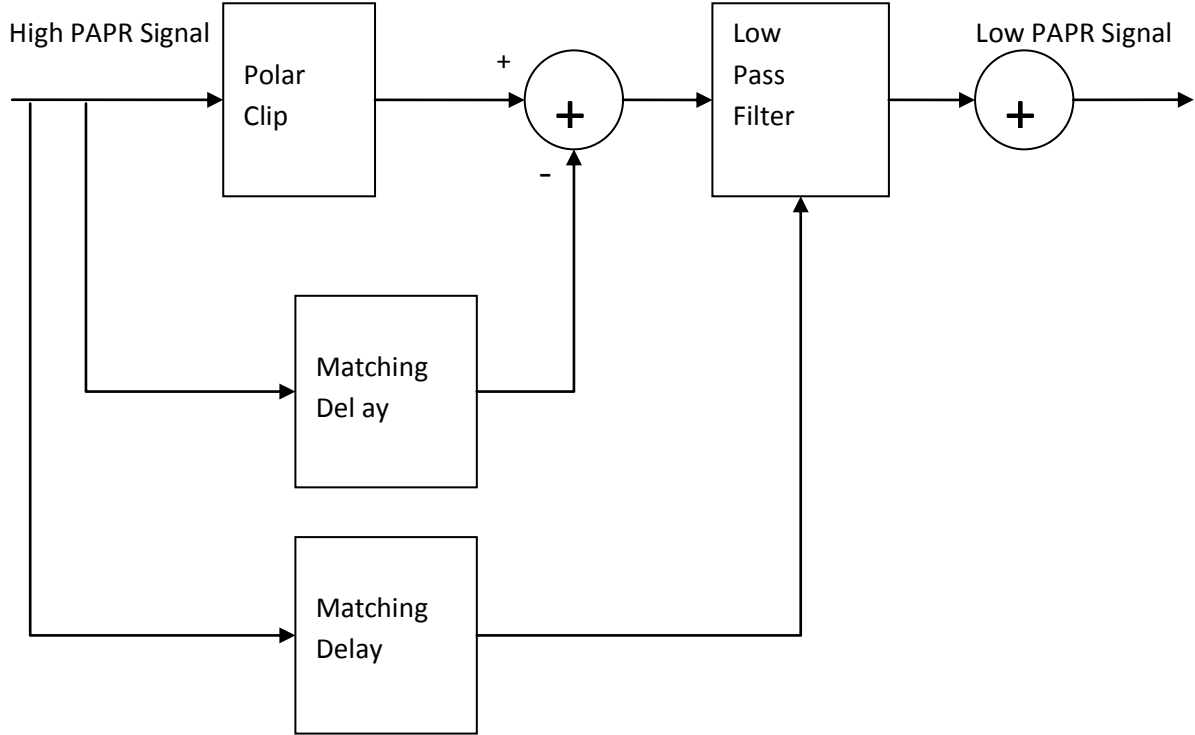 High PAPR Signal
Low PAPR Signal
Polar
Clip
+
+
-
Low
Pass
Filter
+
Matching
Del ay
Matching
Delay